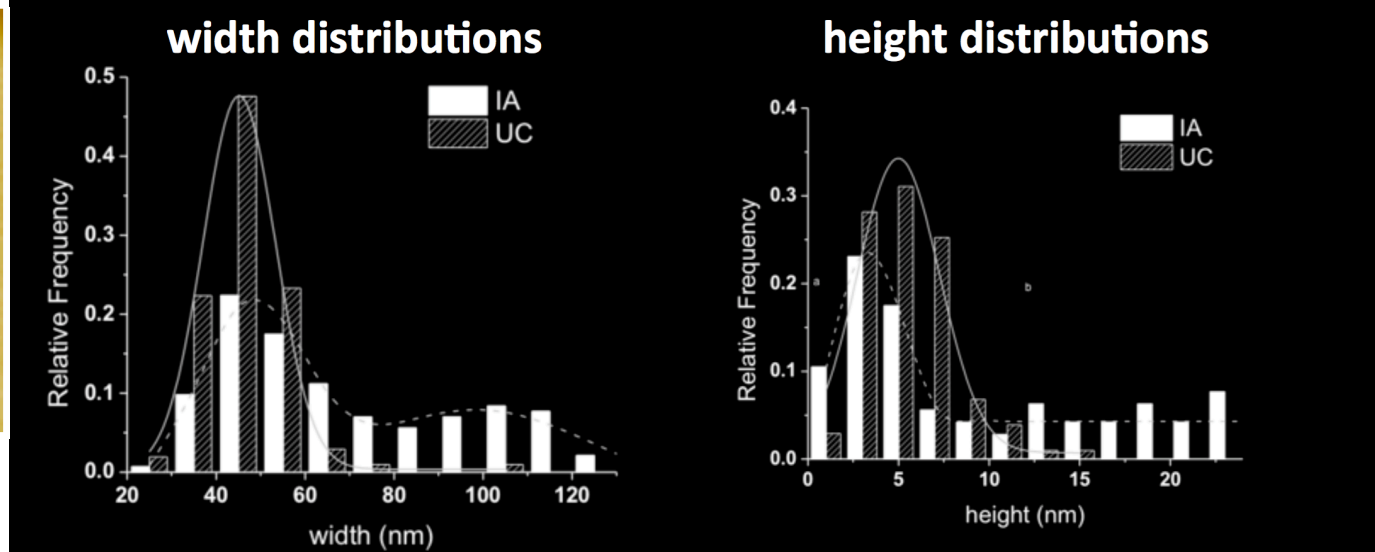 width distributions
0.5
0.4
0.3
0.2
0.1
0.0
Relative Frequency
IA
UC
20
40
60
80
100
120
width (nm)
height distributions
0.4
0.3
0.2
0.1
0.0
Relative Frequency
IA
UC
a
b
0
5
10
15
20
height (nm)